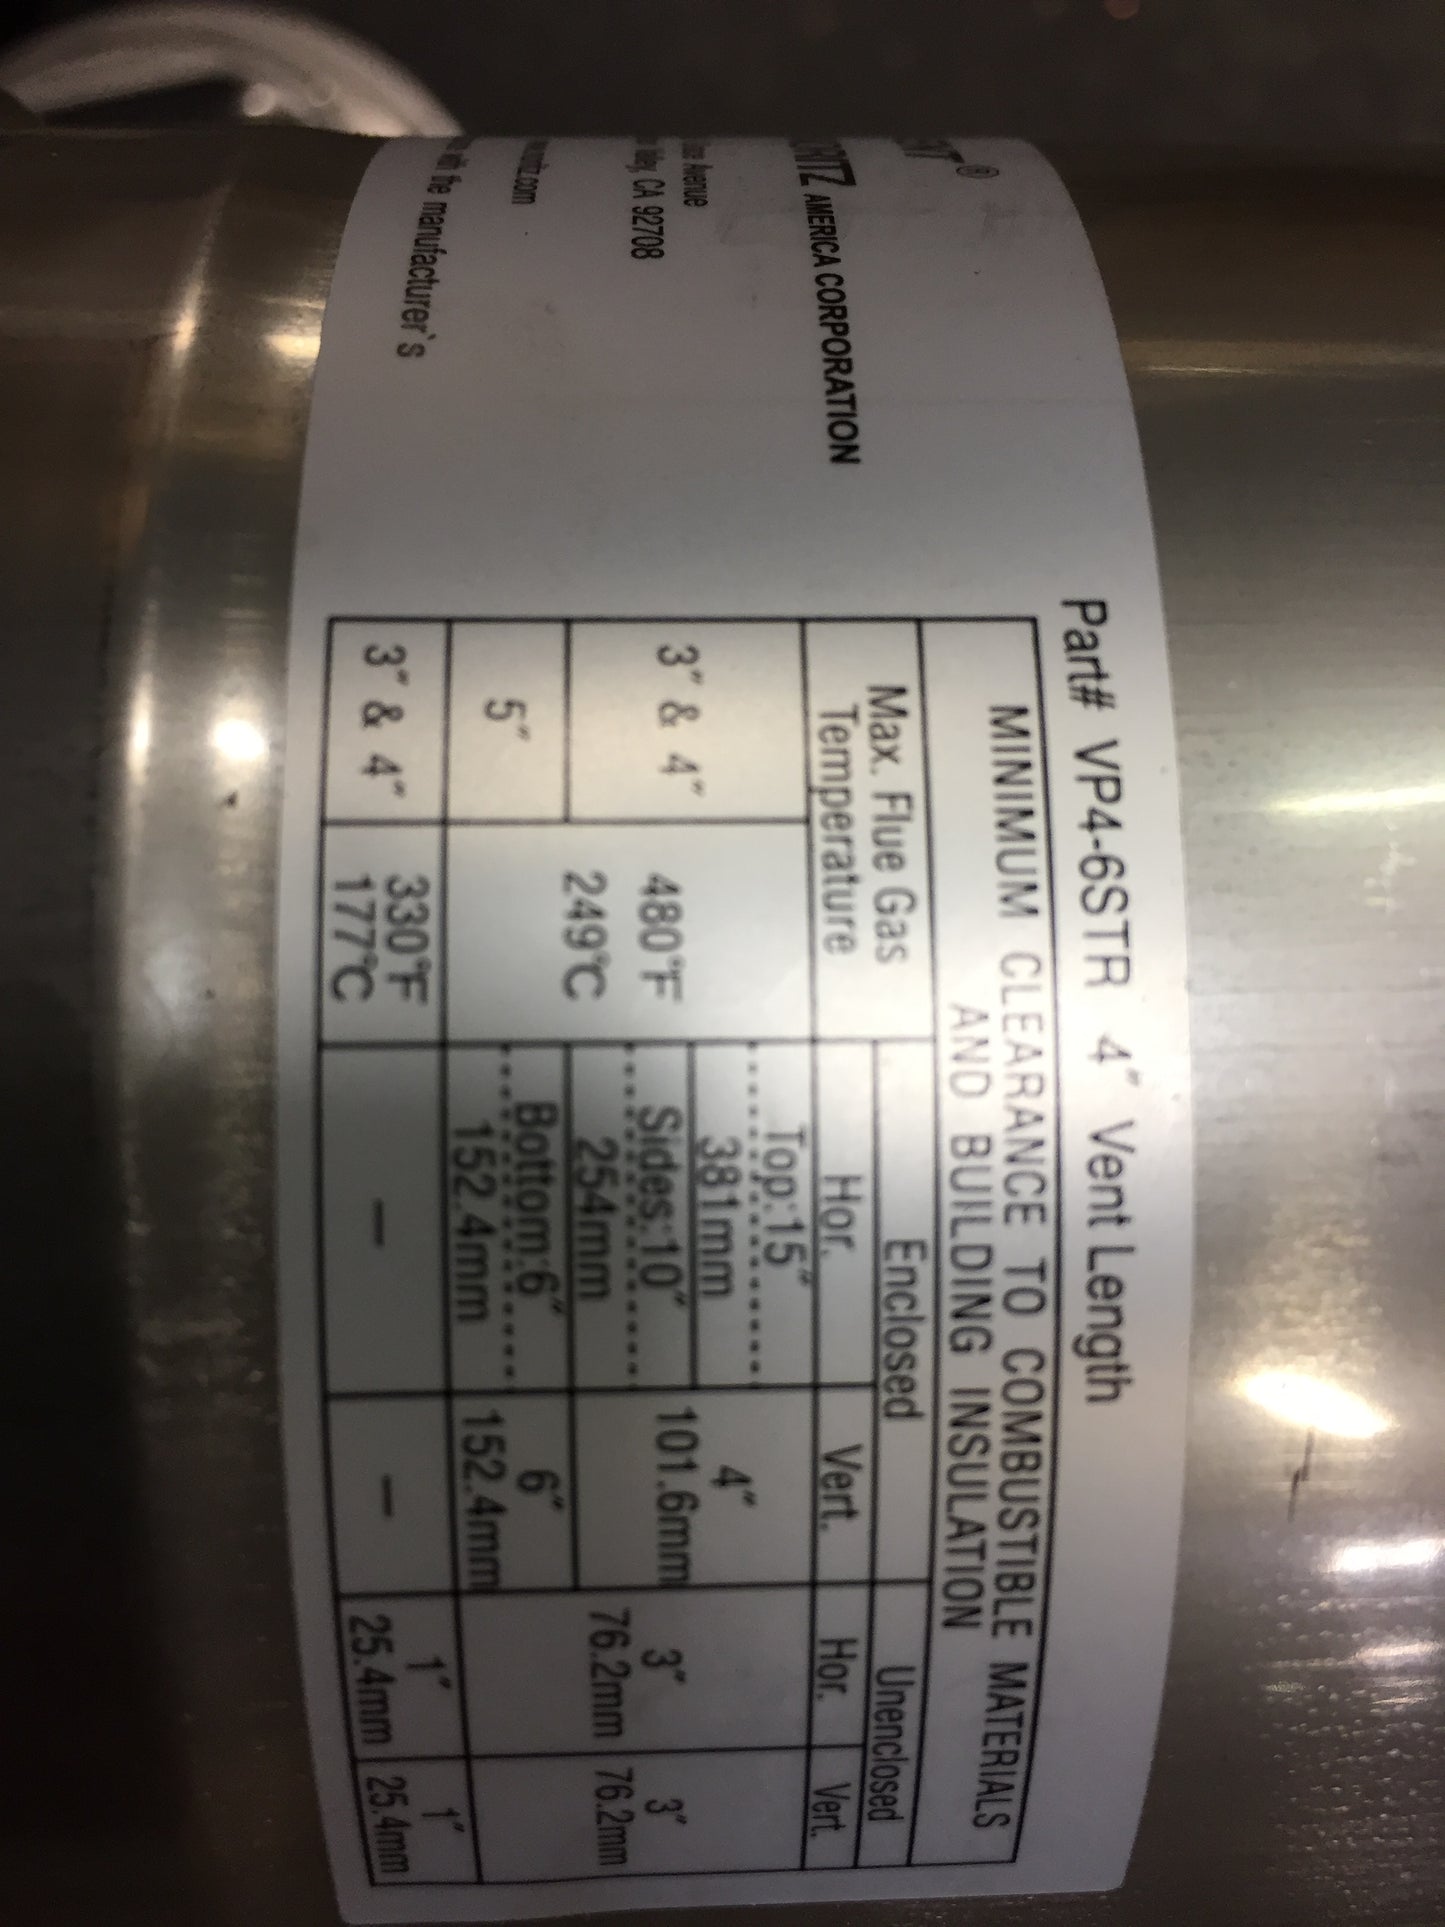 ®
AMERICA CORPORATION
Avenue
CA 92708
the manufacturer`s
Part# VP4-6STR 4" Vent Length
MINIMUM CLEARANCE TO COMBUSTIBLE MATERIALS
AND BUILDING INSULATION
Max. Flue Gas
Temperature
Enclosed
Unenclosed
Hor.
Vert.
Hor.
Vert.
3" & 4"
5"
480°F
249°C
Top:15"
381mm
Sides:10"
254mm
Bottom:6"
152.4mm
4"
101.6mm
6"
152.4mm
3"
76.2mm
3"
76.2mm
3" & 4"
330°F
177°C
—
—
1"
25.4mm
1"
25.4mm